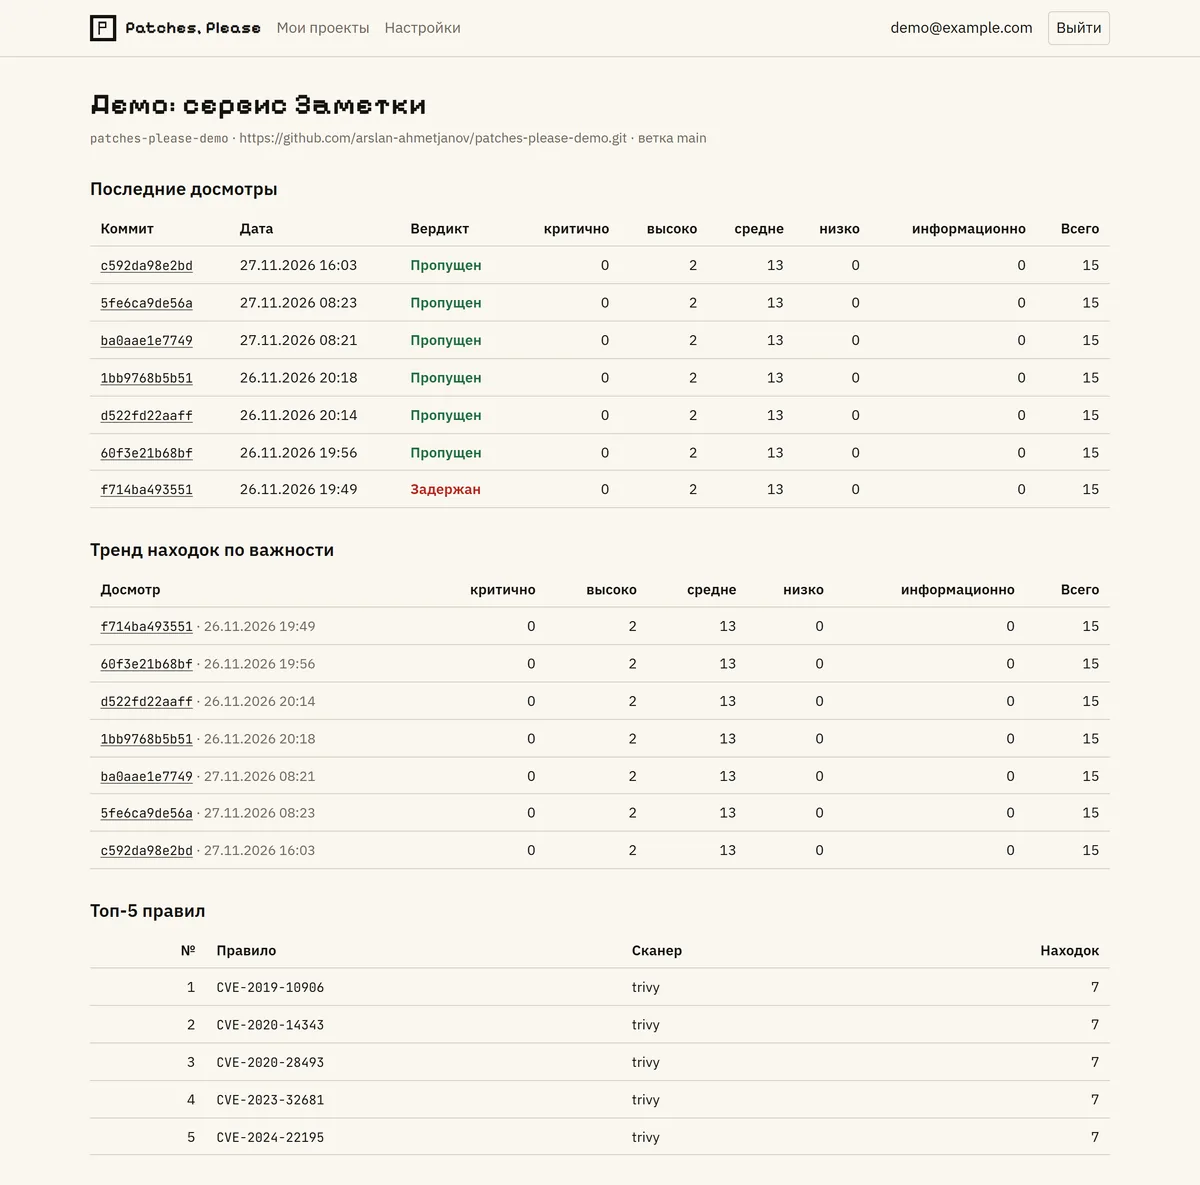 Patches, Please Мои проекты Настройки demo@example.com Выйти
Демо: сервис Заметки
patches-please-demo · https://github.com/arslan-ahmetjanov/patches-please-demo.git · ветка main
Последние досмотры
Коммит Дата Вердикт критично высоко средне низко информационно Всего
c592da98e2bd 27.11.2026 16:03 Пропущен 0 2 13 0 0 15
5fe6ca9de56a 27.11.2026 08:23 Пропущен 0 2 13 0 0 15
ba0aae1e7749 27.11.2026 08:21 Пропущен 0 2 13 0 0 15
1bb9768b5b51 26.11.2026 20:18 Пропущен 0 2 13 0 0 15
d522fd22aaff 26.11.2026 20:14 Пропущен 0 2 13 0 0 15
60f3e21b68bf 26.11.2026 19:56 Пропущен 0 2 13 0 0 15
f714ba493551 26.11.2026 19:49 Задержан 0 2 13 0 0 15
Тренд находок по важности
Досмотр критично высоко средне низко информационно Всего
f714ba493551 · 26.11.2026 19:49 0 2 13 0 0 15
60f3e21b68bf · 26.11.2026 19:56 0 2 13 0 0 15
d522fd22aaff · 26.11.2026 20:14 0 2 13 0 0 15
1bb9768b5b51 · 26.11.2026 20:18 0 2 13 0 0 15
ba0aae1e7749 · 27.11.2026 08:21 0 2 13 0 0 15
5fe6ca9de56a · 27.11.2026 08:23 0 2 13 0 0 15
c592da98e2bd · 27.11.2026 16:03 0 2 13 0 0 15
Топ-5 правил
№ Правило Сканер Находок
1 CVE-2019-10906 trivy 7
2 CVE-2020-14343 trivy 7
3 CVE-2020-28493 trivy 7
4 CVE-2023-32681 trivy 7
5 CVE-2024-22195 trivy 7